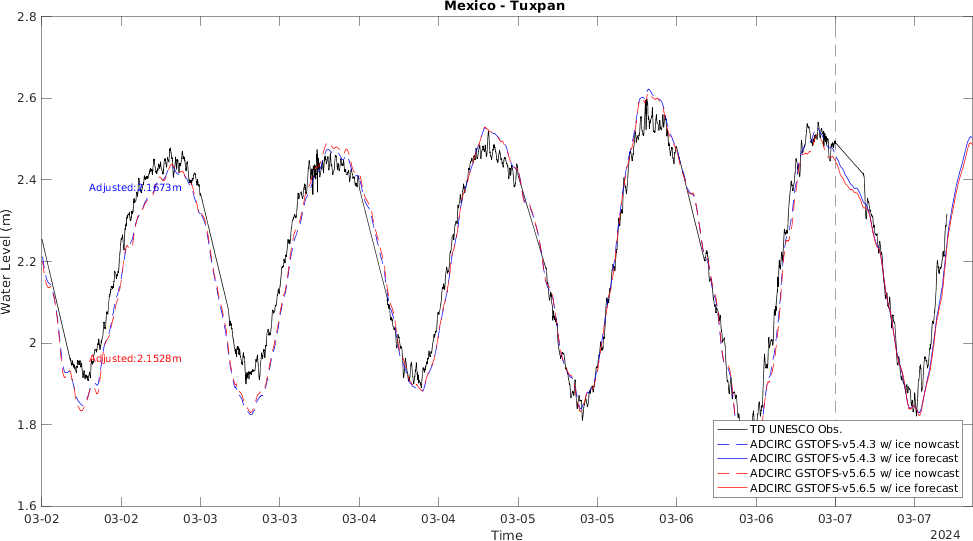 Mexico - Tuxpan
2.8
2.6
2.4
2.2
2
1.8
1.6
Water Level (m)
Adjusted:2.1673m
Adjusted:2.1528m
TD UNESCO Obs.
ADCIRC GSTOFS-v5.4.3 w/ ice nowcast
ADCIRC GSTOFS-v5.4.3 w/ ice forecast
ADCIRC GSTOFS-v5.6.5 w/ ice nowcast
ADCIRC GSTOFS-v5.6.5 w/ ice forecast
03-02 03-02 03-03 03-03 03-04 03-04 03-05 03-05 03-06 03-06 03-07 03-07
Time
2024